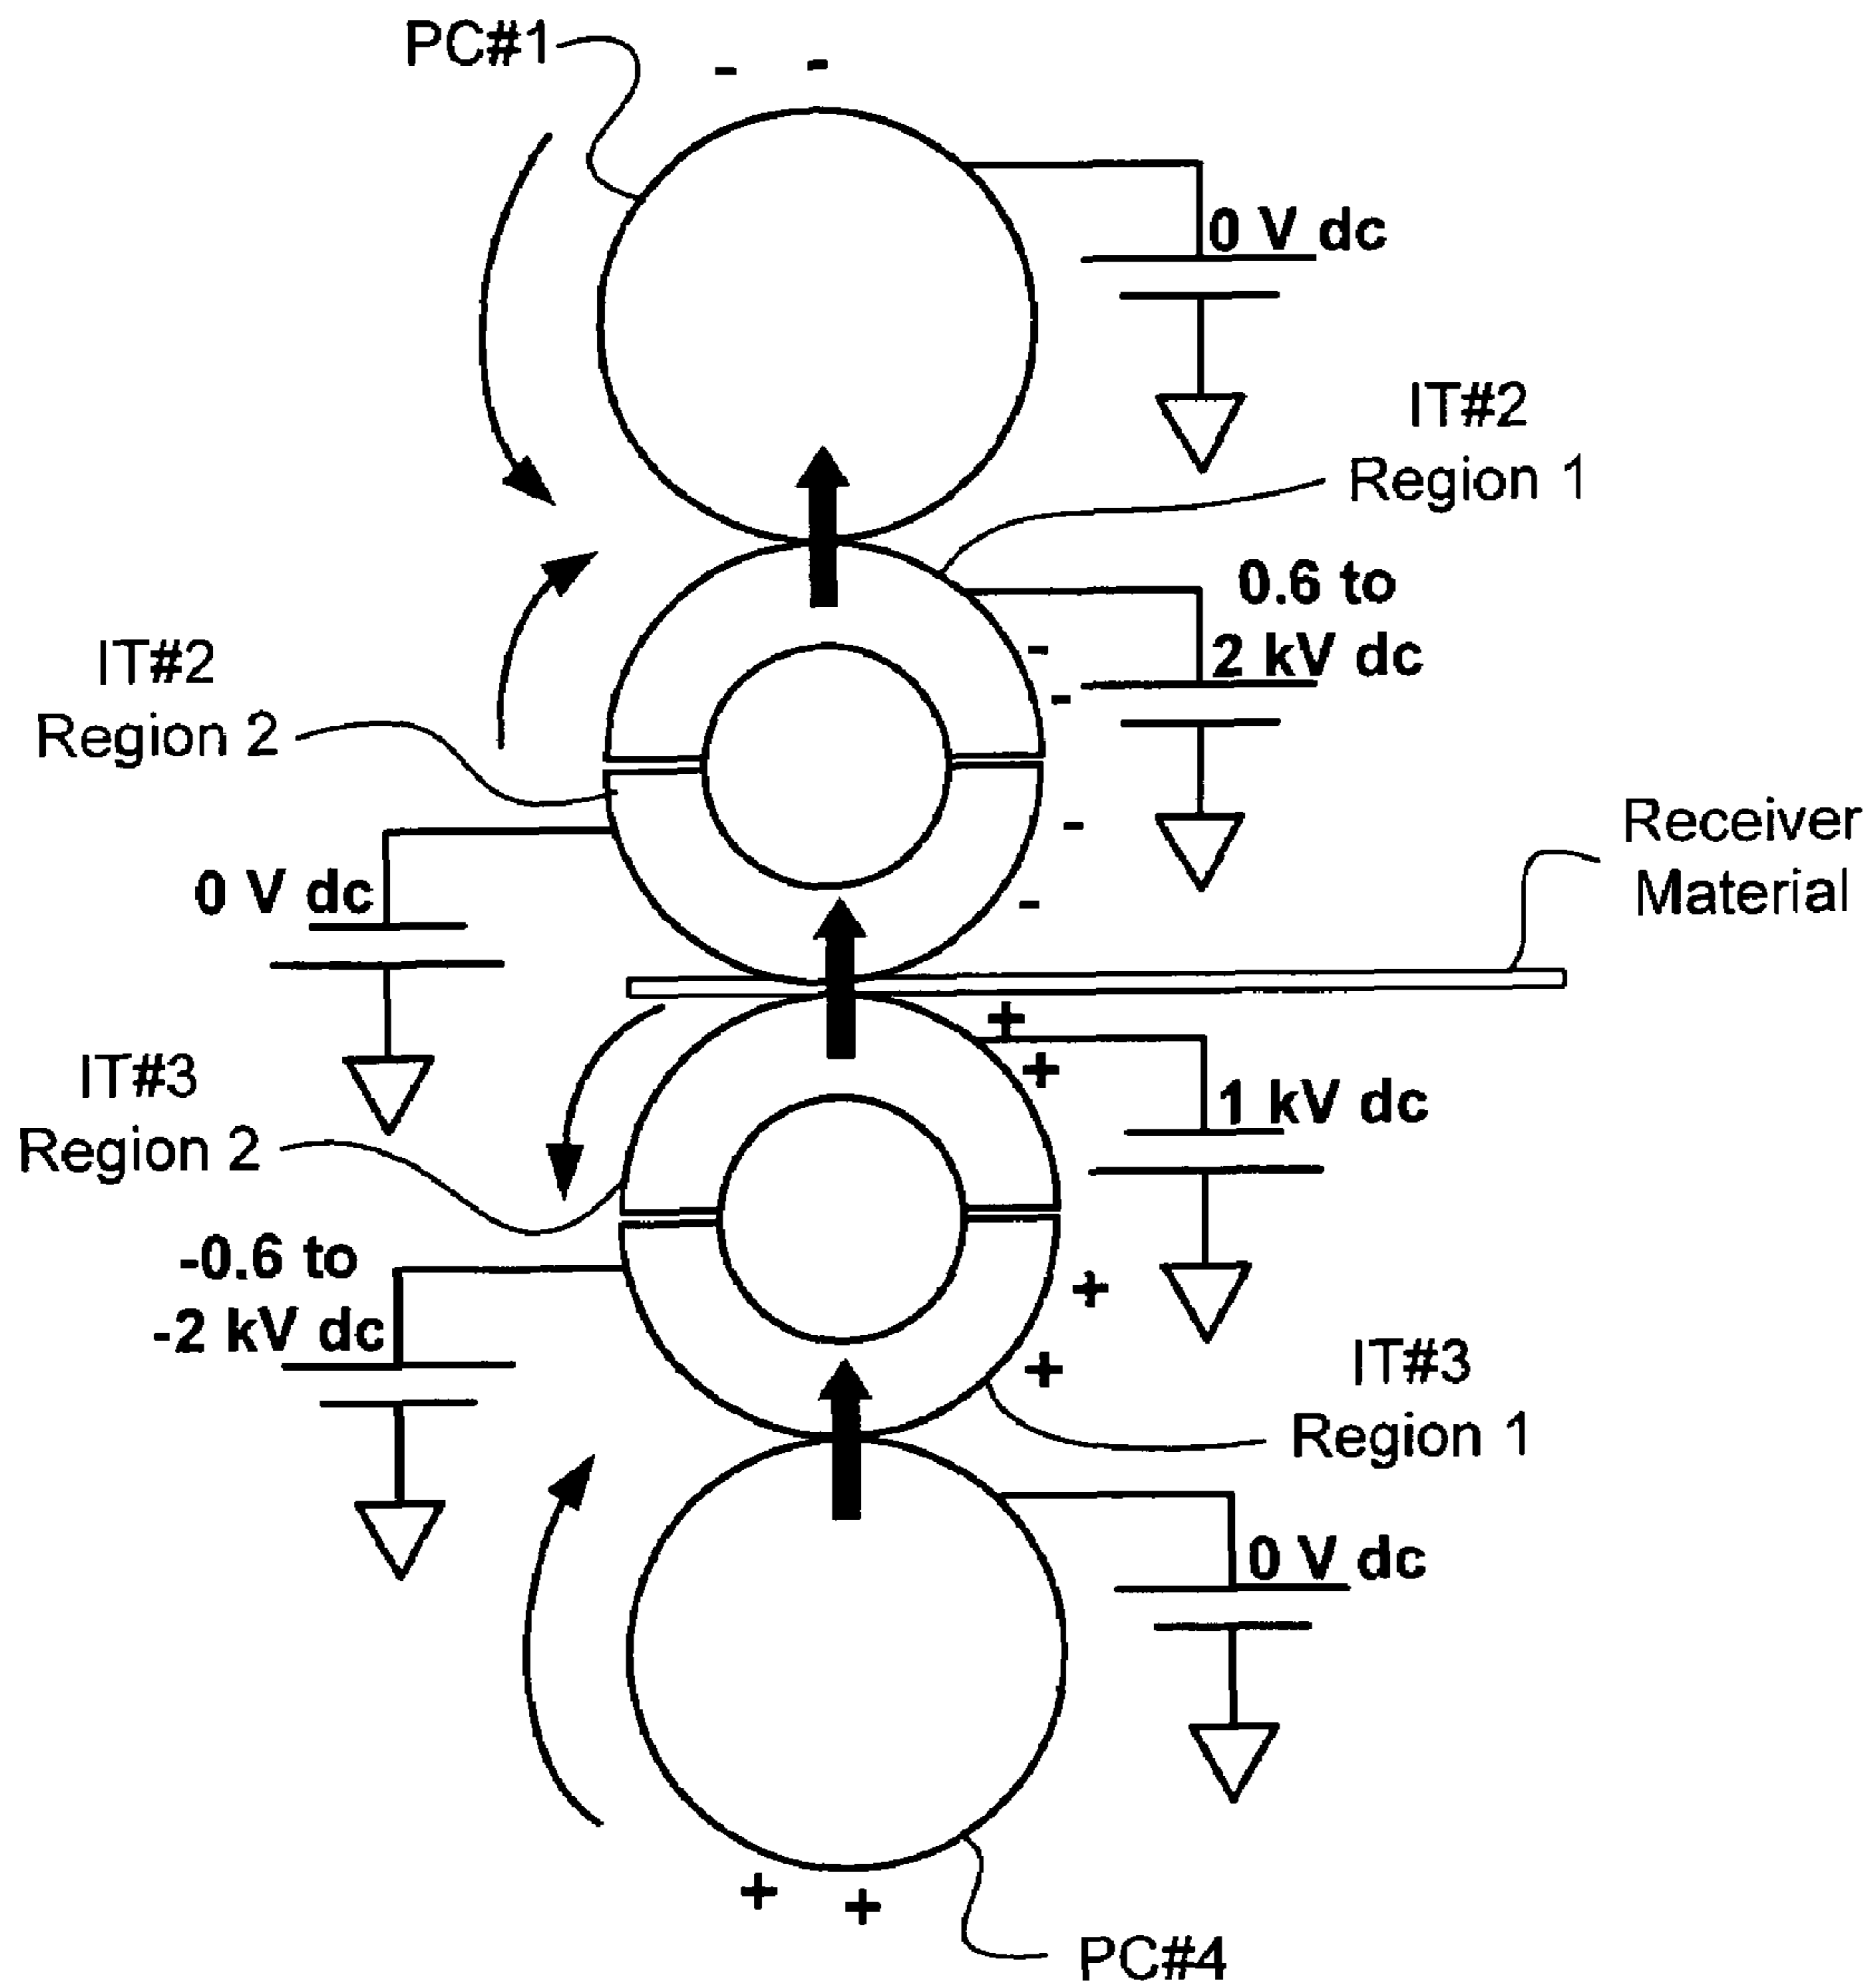 PC#1
- -
0 V dc
IT#2
Region 1
0.6 to
2 kV dc
-
-
IT#2
Region 2
-
-
0 V dc
Receiver
Material
+
+
IT#3
Region 2
1 kV dc
-0.6 to
-2 kV dc
+
+
IT#3
Region 1
0 V dc
+ +
PC#4